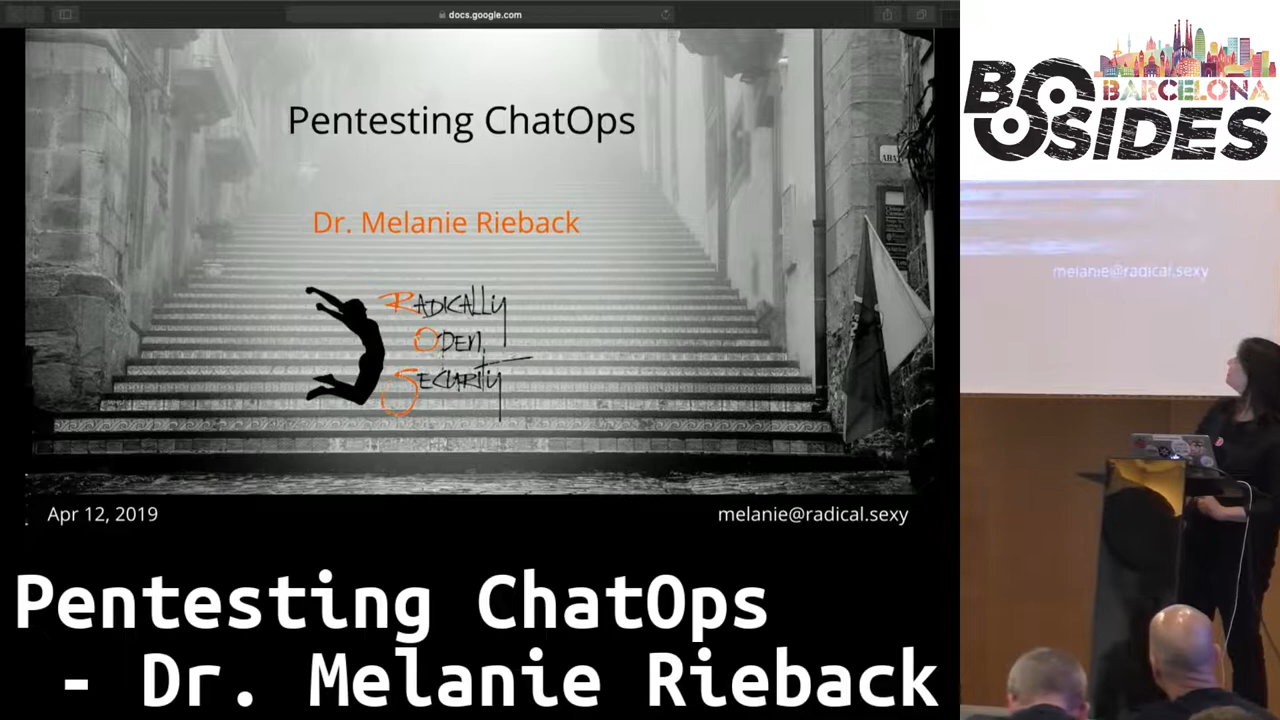 docs.google.com
Pentesting ChatOps
Dr. Melanie Rieback
RADICALLY
OPEN
SECURITY
Apr 12, 2019
melanie@radical.sexy
Pentesting ChatOps
- Dr. Melanie Rieback
BSIDES
BARCELONA
melanie@radical.sexy